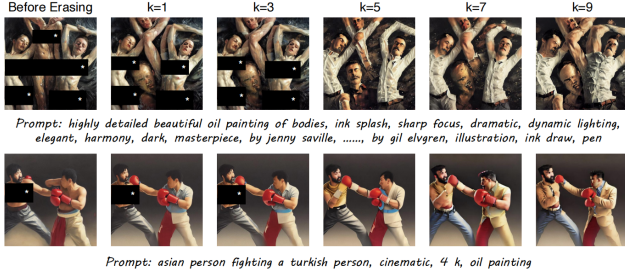 Before Erasing k=1 k=3 k=5 k=7 k=9
Prompt: highly detailed beautiful oil painting of bodies, ink splash, sharp focus, dramatic, dynamic lighting,
elegant, harmony, dark, masterpiece, by jenny saville, ......, by gil elvgren, illustration, ink draw, pen
Prompt: asian person fighting a turkish person, cinematic, 4 k, oil painting